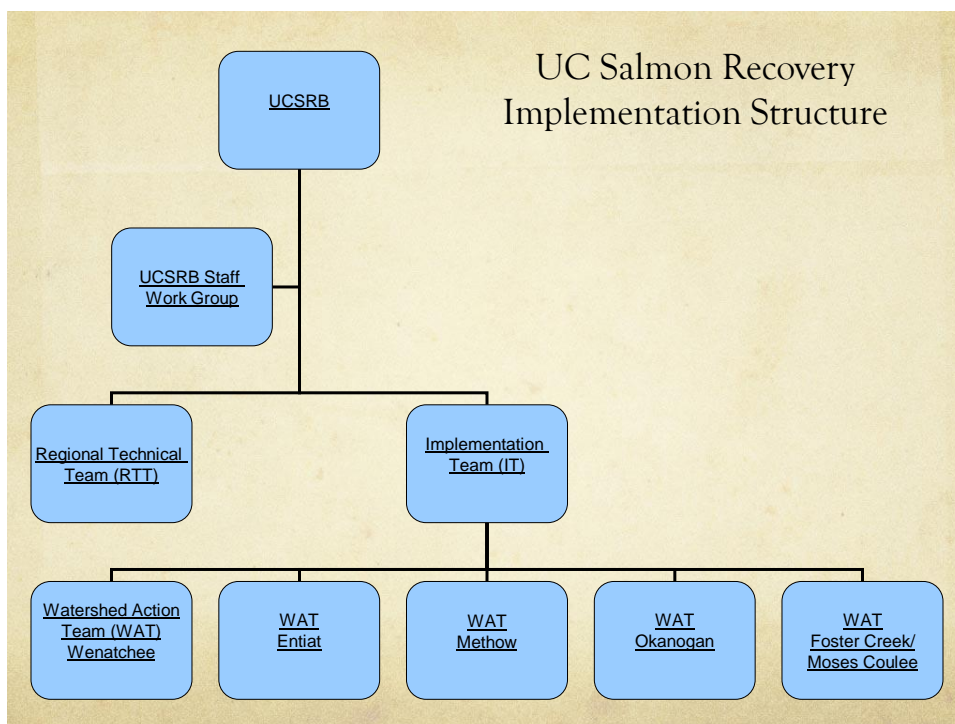 UC Salmon Recovery
Implementation Structure
UCSRB
UCSRB Staff
Work Group
Regional Technical
Team (RTT)
Implementation
Team (IT)
Watershed Action
Team (WAT)
Wenatchee
WAT
Entiat
WAT
Methow
WAT
Okanogan
WAT
Foster Creek/
Moses Coulee